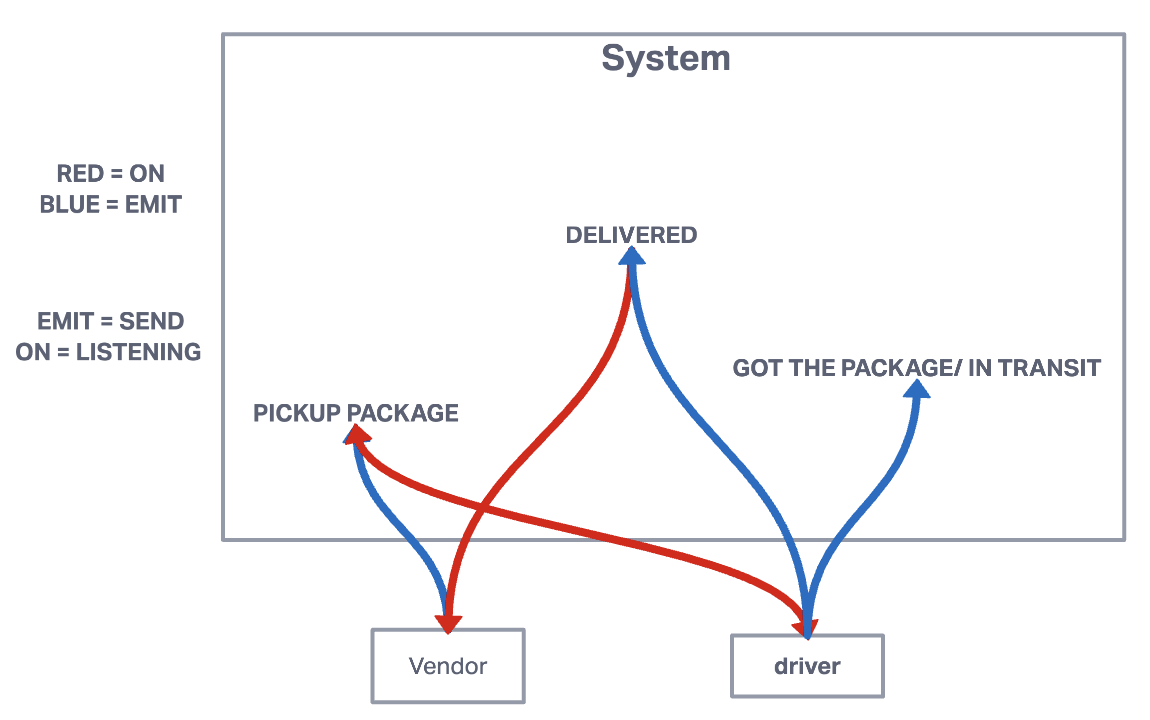 System
RED = ON
BLUE = EMIT
DELIVERED
EMIT = SEND
ON = LISTENING
GOT THE PACKAGE/ IN TRANSIT
PICKUP PACKAGE
Vendor
driver